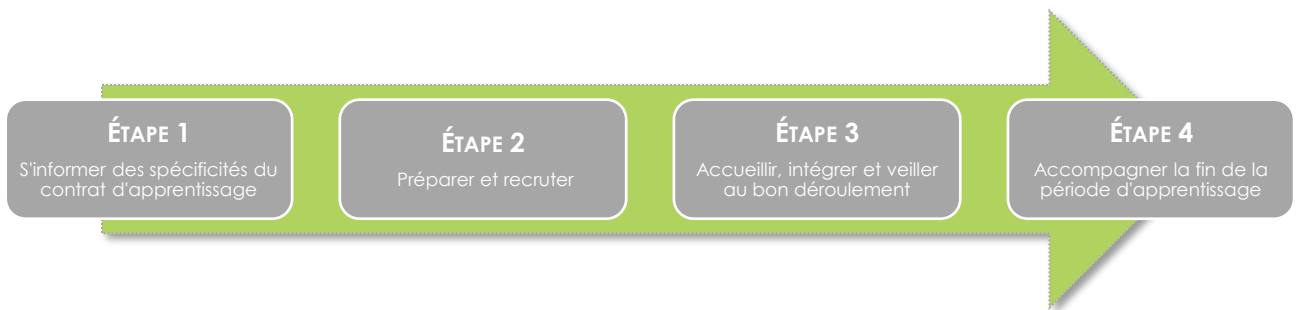 ÉTAPE 1
S'informer des spécificités du
contrat d'apprentissage
ÉTAPE 2
Préparer et recruter
ÉTAPE 3
Accueillir, intégrer et veiller
au bon déroulement
ÉTAPE 4
Accompagner la fin de la
période d'apprentissage